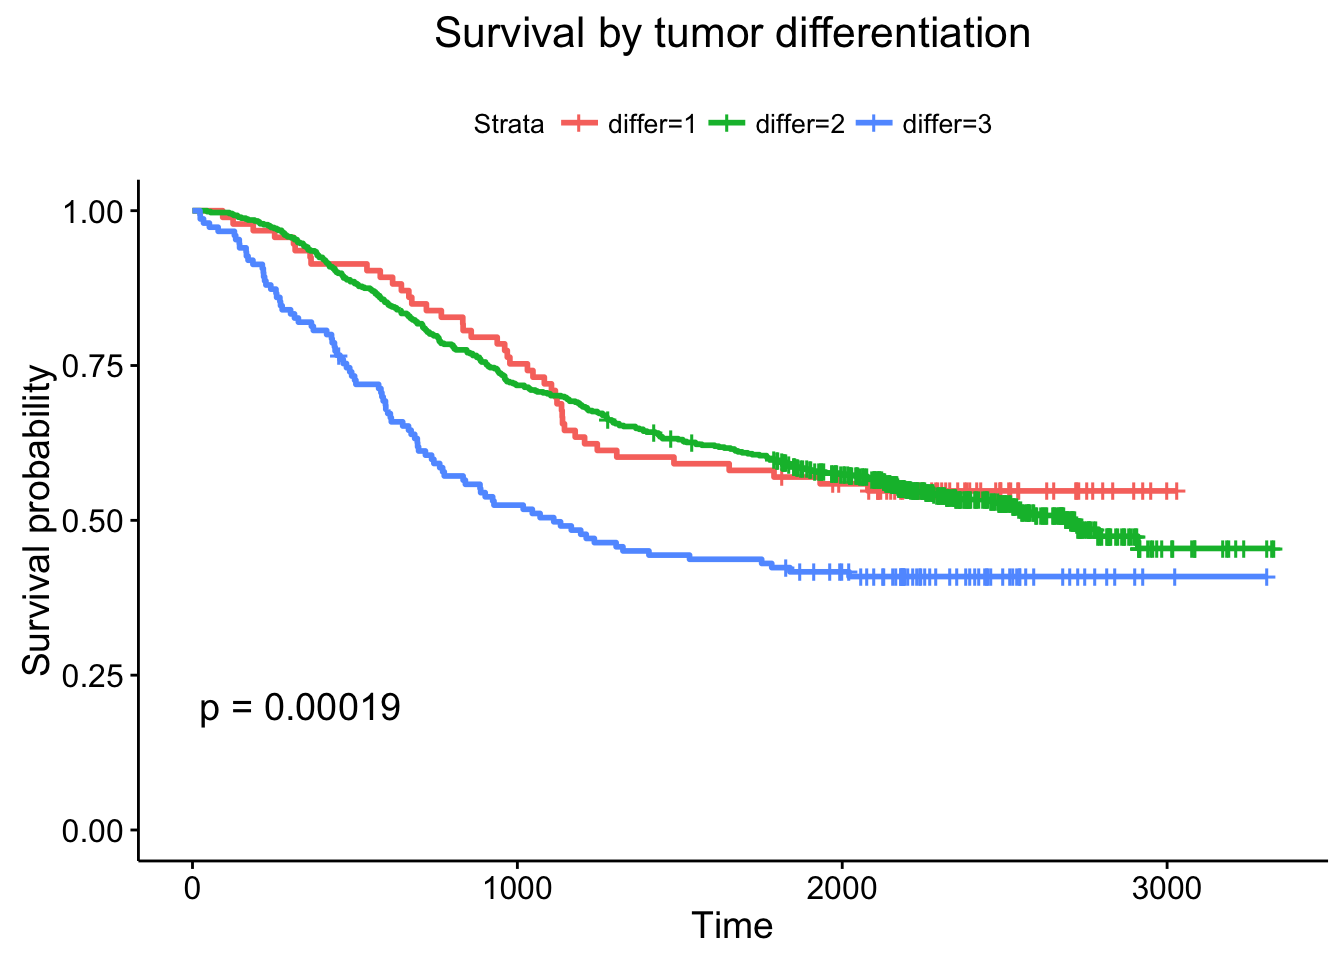 Survival by tumor differentiation
Strata differ=1 differ=2 differ=3
Survival probability
1.00
0.75
0.50
0.25
0.00
p = 0.00019
0 1000 2000 3000
Time